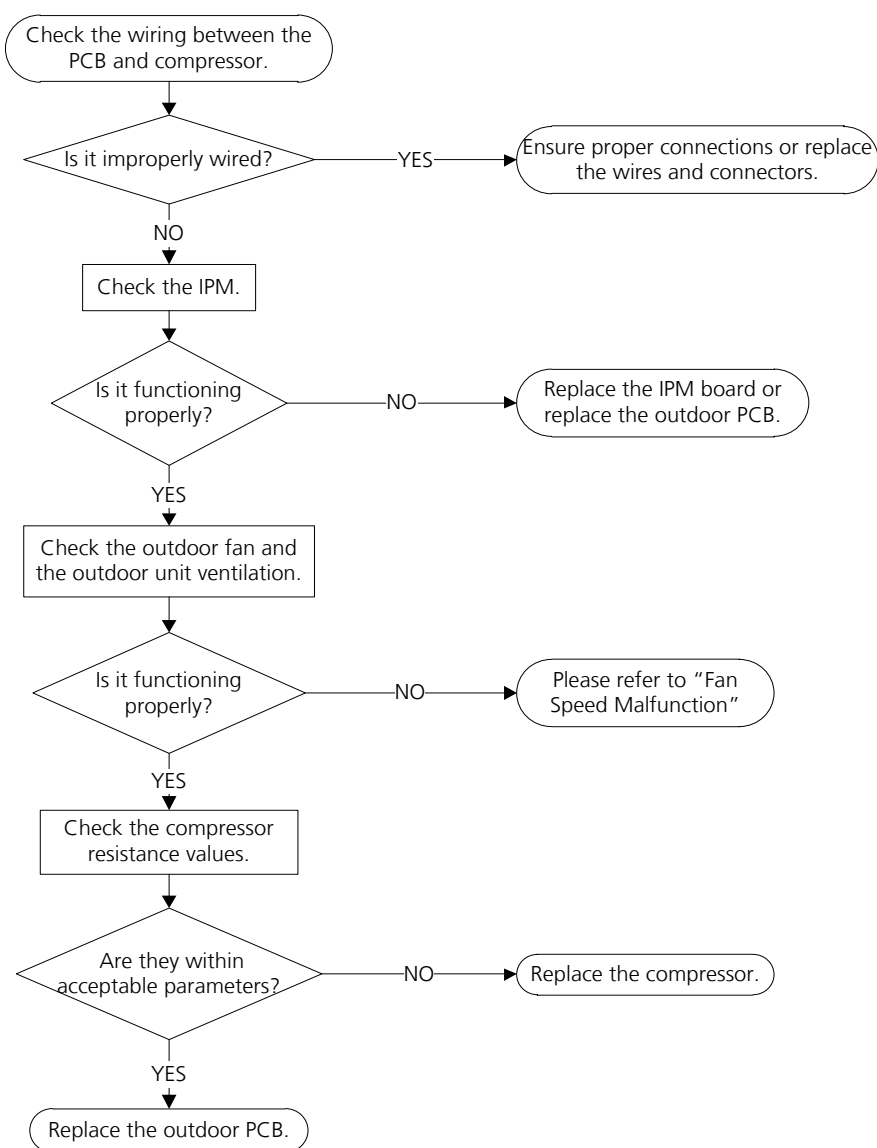 Check the wiring between the
PCB and compressor.
Is it improperly wired?
YES
Ensure proper connections or replace
the wires and connectors.
NO
Check the IPM.
Is it functioning
properly?
NO
Replace the IPM board or
replace the outdoor PCB.
YES
Check the outdoor fan and
the outdoor unit ventilation.
Is it functioning
properly?
NO
Please refer to “Fan
Speed Malfunction”
YES
Check the compressor
resistance values.
Are they within
acceptable parameters?
NO
Replace the compressor.
YES
Replace the outdoor PCB.